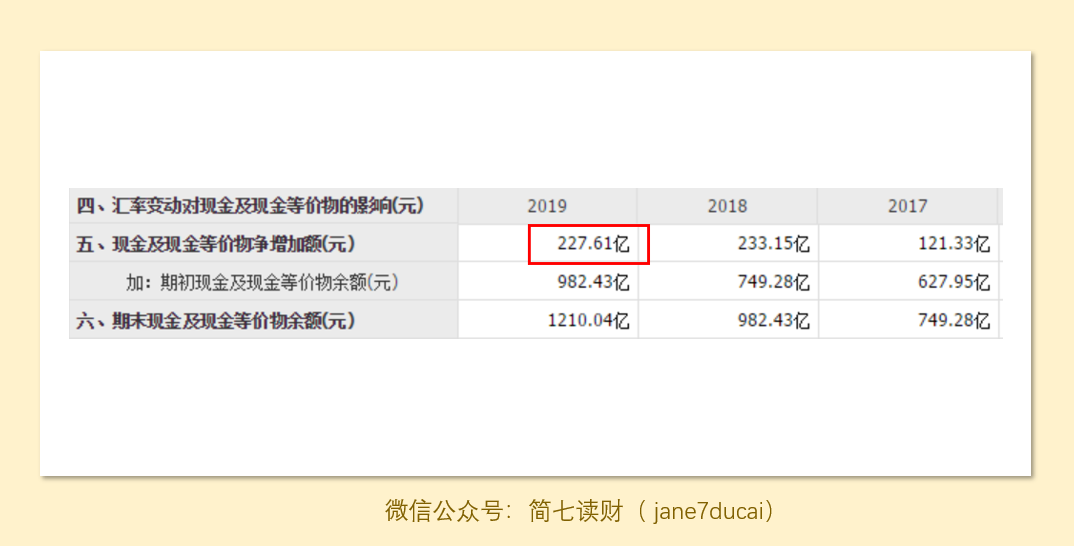 四、汇率变动对现金及现金等价物的影响(元) 2019 2018 2017
五、现金及现金等价物净增加额(元) 227.61亿 233.15亿 121.33亿
加：期初现金及现金等价物余额(元) 982.43亿 749.28亿 627.95亿
六、期末现金及现金等价物余额(元) 1210.04亿 982.43亿 749.28亿
微信公众号：简七读财（ jane7ducai）